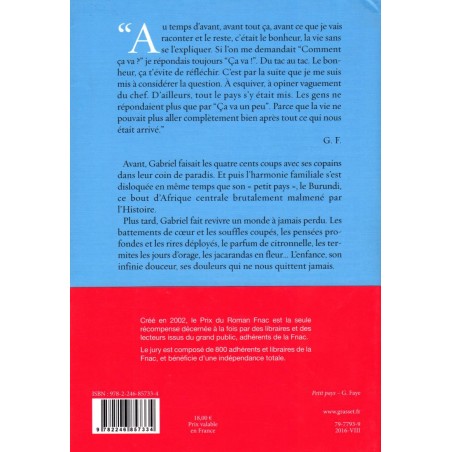 “Au temps d'avant, avant tout ça, avant ce que je vais
raconter et le reste, c'était le bonheur, la vie sans
se l'expliquer. Si l'on me demandait “Comment
ça va ?” je répondais toujours “Ça va !”. Du tac au tac. Le bon-
heur, ça t'évite de réfléchir. C'est par la suite que je me suis
mis à considérer la question. À esquiver, à opiner vaguement
du chef. D'ailleurs, tout le pays s'y était mis. Les gens ne
répondaient plus que par “Ça va un peu”. Parce que la vie ne
pouvait plus aller complètement bien après tout ce qui nous
était arrivé.”
G. F.
Avant, Gabriel faisait les quatre cents coups avec ses copains
dans leur coin de paradis. Et puis l'harmonie familiale s'est
disloquée en même temps que son « petit pays », le Burundi,
ce bout d'Afrique centrale brutalement malmené par
l'Histoire.
Plus tard, Gabriel fait revivre un monde à jamais perdu. Les
battements de cœur et les souffles coupés, les pensées pro-
fondes et les rires déployés, le parfum de citronnelle, les ter-
mites les jours d'orage, les jacarandas en fleur... L'enfance, son
infinie douceur, ses douleurs qui ne nous quittent jamais.
Créé en 2002, le Prix du Roman Fnac est la seule
récompense décernée à la fois par des libraires et des
lecteurs issus du grand public, adhérents de la Fnac.
Le jury est composé de 800 adhérents et libraires de la
Fnac, et bénéficie d'une indépendance totale.
ISBN : 978-2-246-85733-4
9 782246 857334
18,00 €
Prix valable
en France
Petit pays – G. Faye
www.grasset.fr
79-7793-9
2016-VIII